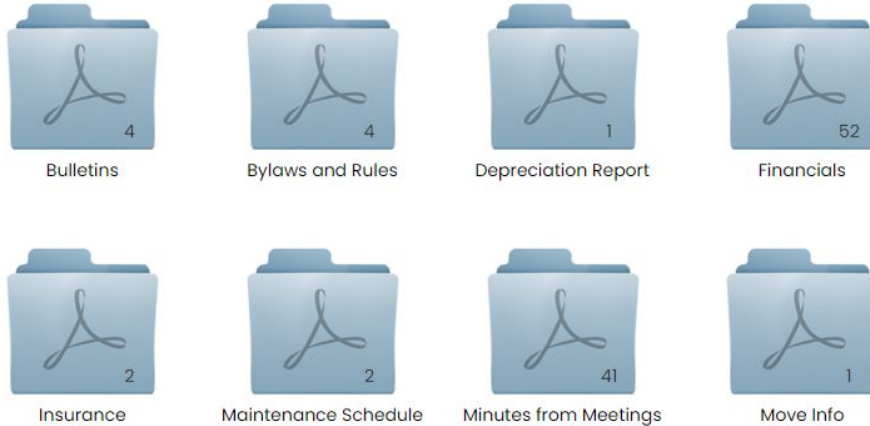 4
4
1
52
Bulletins
Bylaws and Rules
Depreciation Report
Financials
2
2
41
1
Insurance
Maintenance Schedule
Minutes from Meetings
Move Info